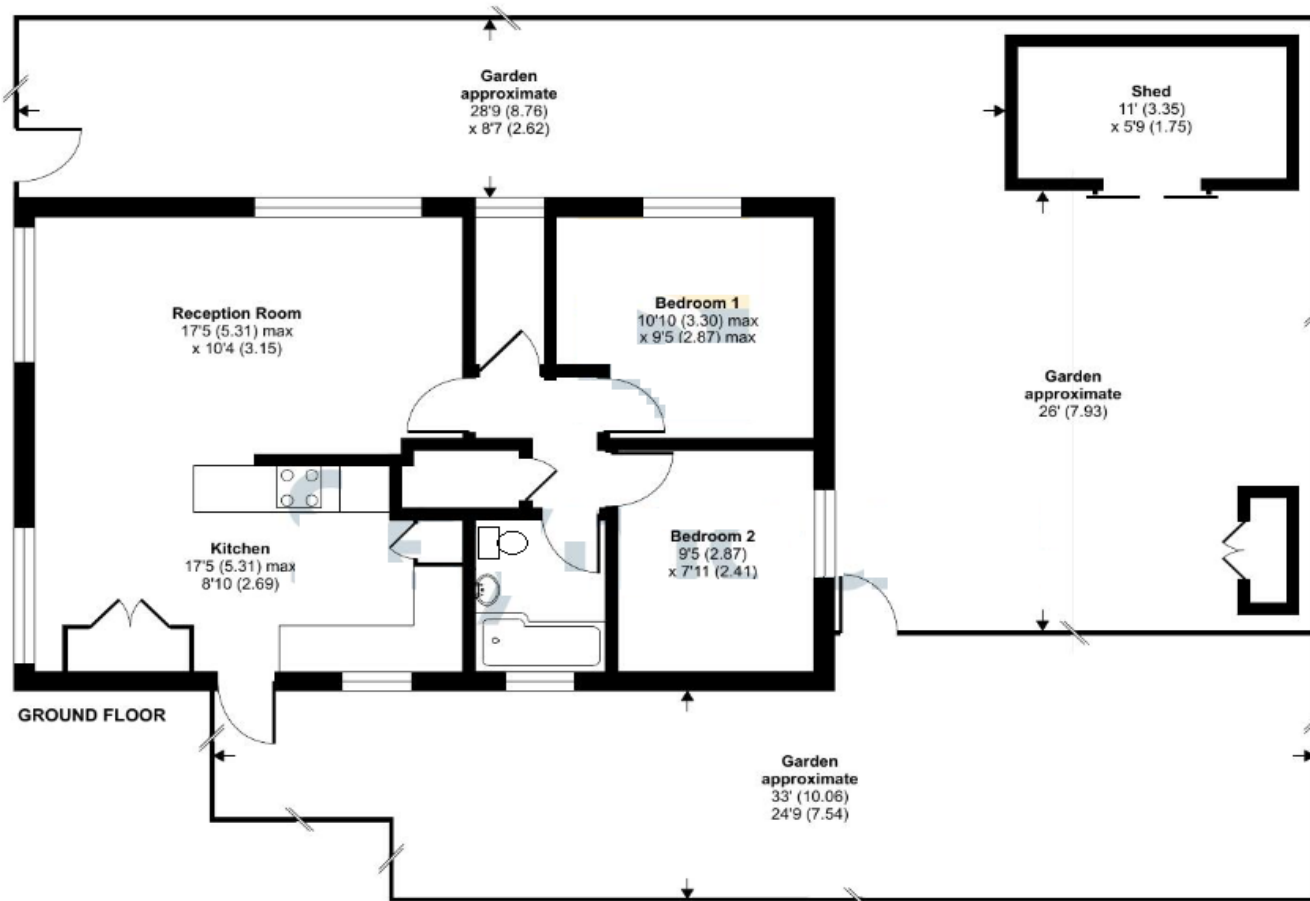 Garden
approximate
28'9 (8.76)
x 8'7 (2.62)
Shed
11' (3.35)
x 5'9 (1.75)
Reception Room
17'5 (5.31) max
x 10'4 (3.15)
Bedroom 1
10'10 (3.30) max
x 9'5 (2.87) max
Garden
approximate
26' (7.93)
Kitchen
17'5 (5.31) max
8'10 (2.69)
Bedroom 2
9'5 (2.87)
x 7'11 (2.41)
GROUND FLOOR
Garden
approximate
33' (10.06)
24'9 (7.54)